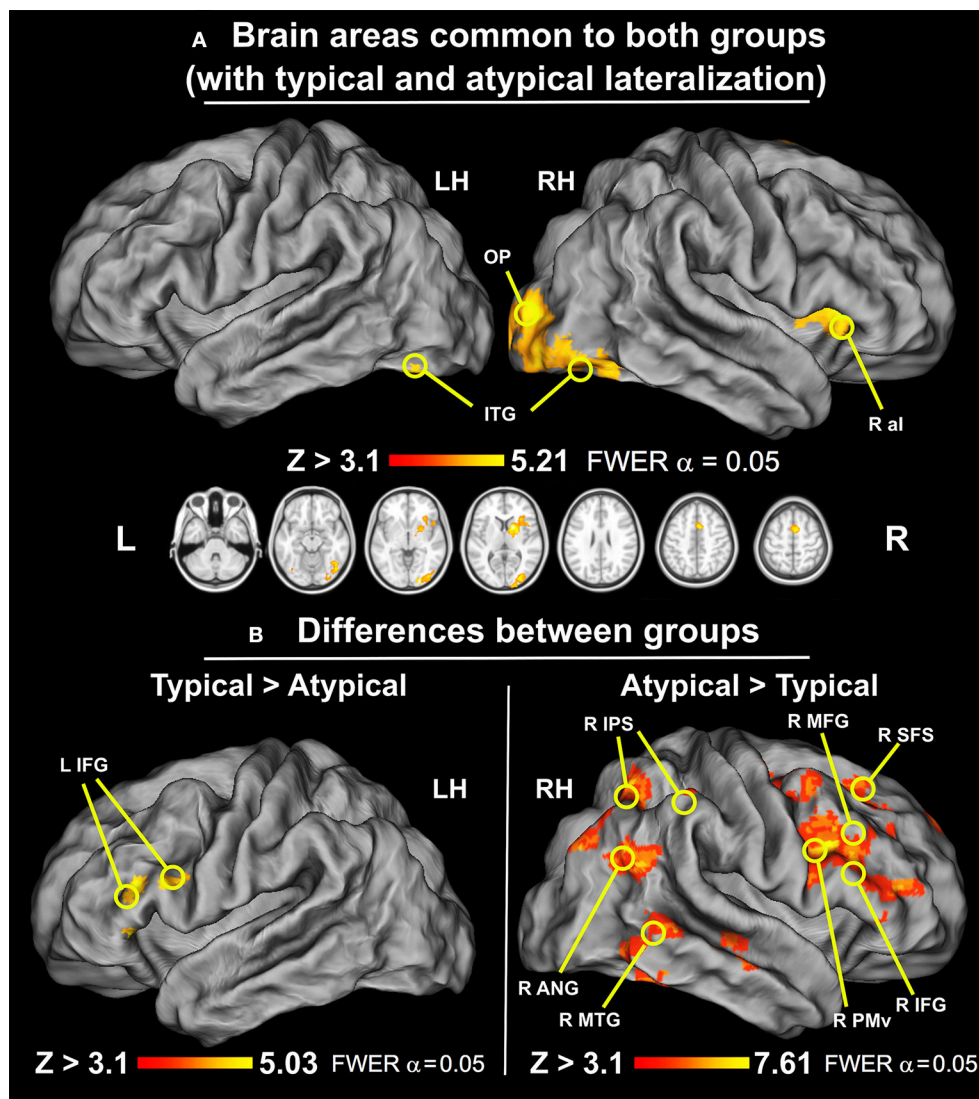 A Brain areas common to both groups
(with typical and atypical lateralization)
LH RH
OP
ITG
R aI
Z > 3.1 5.21 FWER α = 0.05
L R
B Differences between groups
Typical > Atypical
Atypical > Typical
L IFG
LH
R IPS
R MFG
R SFS
RH
R ANG
R MTG
R PMv
R IFG
Z > 3.1 5.03 FWER α = 0.05
Z > 3.1 7.61 FWER α = 0.05